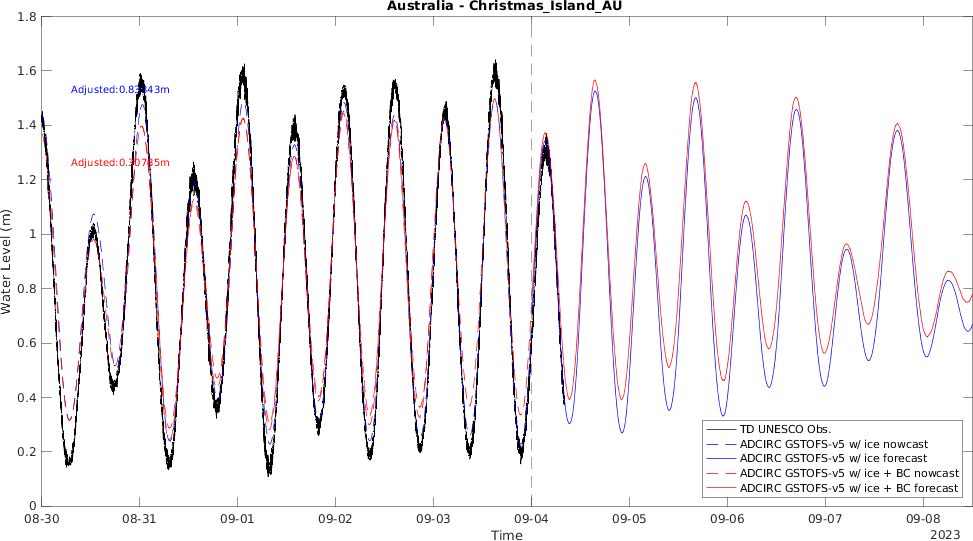 Australia - Christmas_Island_AU
1.8
1.6
1.4
1.2
1
0.8
0.6
0.4
0.2
0
Water Level (m)
Adjusted:0.83843m
Adjusted:0.30785m
TD UNESCO Obs.
ADCIRC GSTOFS-v5 w/ ice nowcast
ADCIRC GSTOFS-v5 w/ ice forecast
ADCIRC GSTOFS-v5 w/ ice + BC nowcast
ADCIRC GSTOFS-v5 w/ ice + BC forecast
08-30 08-31 09-01 09-02 09-03 09-04 09-05 09-06 09-07 09-08
Time
2023